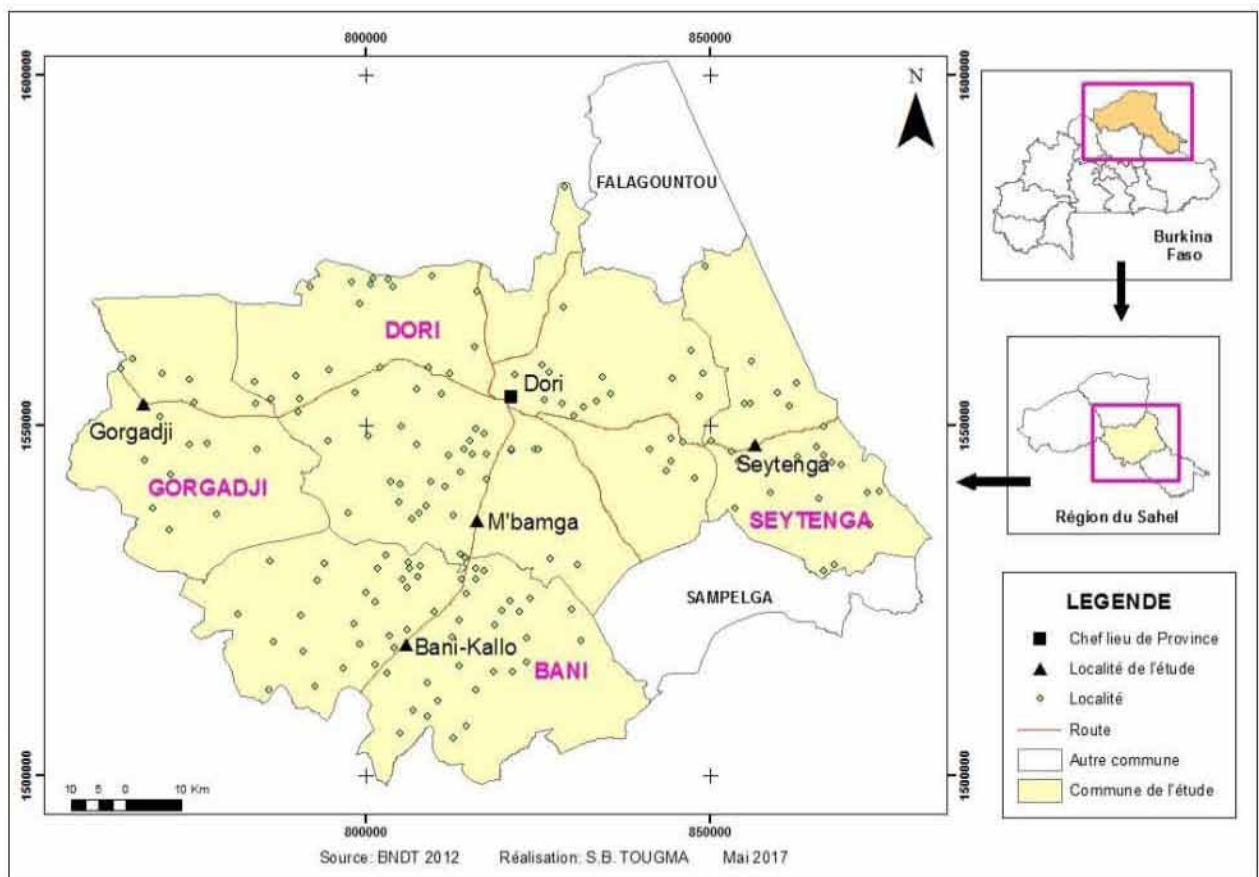 800000
850000
1600000
1600000
N
FALAGOUNTOU
Burkina
Faso
DORI
Dori
1550000
1550000
Gorgadji
Seytenga
GORGADJI
SEYTENGA
M'bamga
Région du Sahel
SAMPELGA
Bani-Kallo
BANI
LEGENDE
Chef lieu de Province
Localité de l'étude
Localité
Route
Autre commune
Commune de l'étude
1500000
1500000
10 5 0 10 Km
800000
850000
Source: BNDT 2012 Réalisation: S.B. TOUGMA Mai 2017